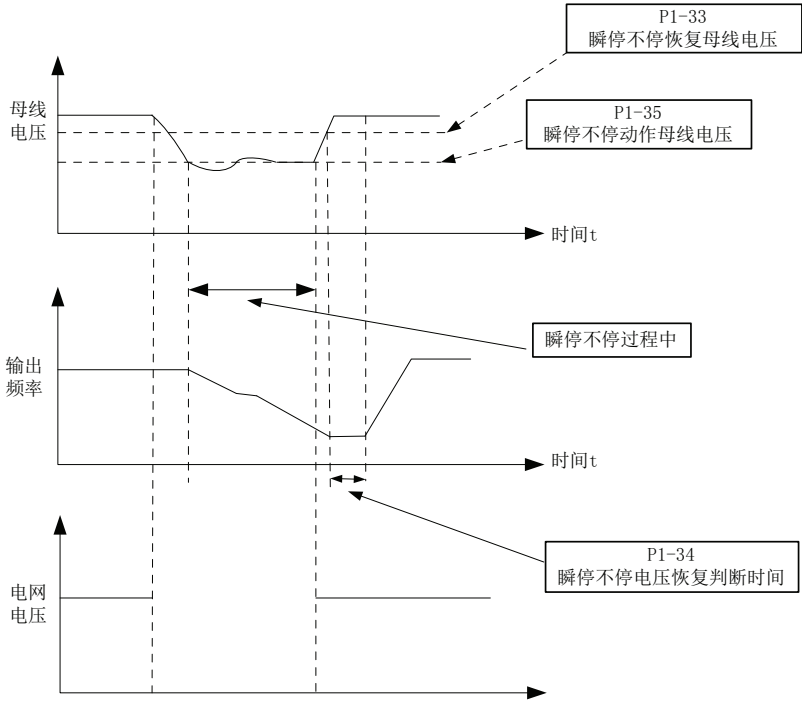 P1-33
瞬停不停恢复母线电压
母线
电压
P1-35
瞬停不停动作母线电压
时间t
瞬停不停过程中
输出
频率
时间t
P1-34
瞬停不停电压恢复判断时间
电网
电压